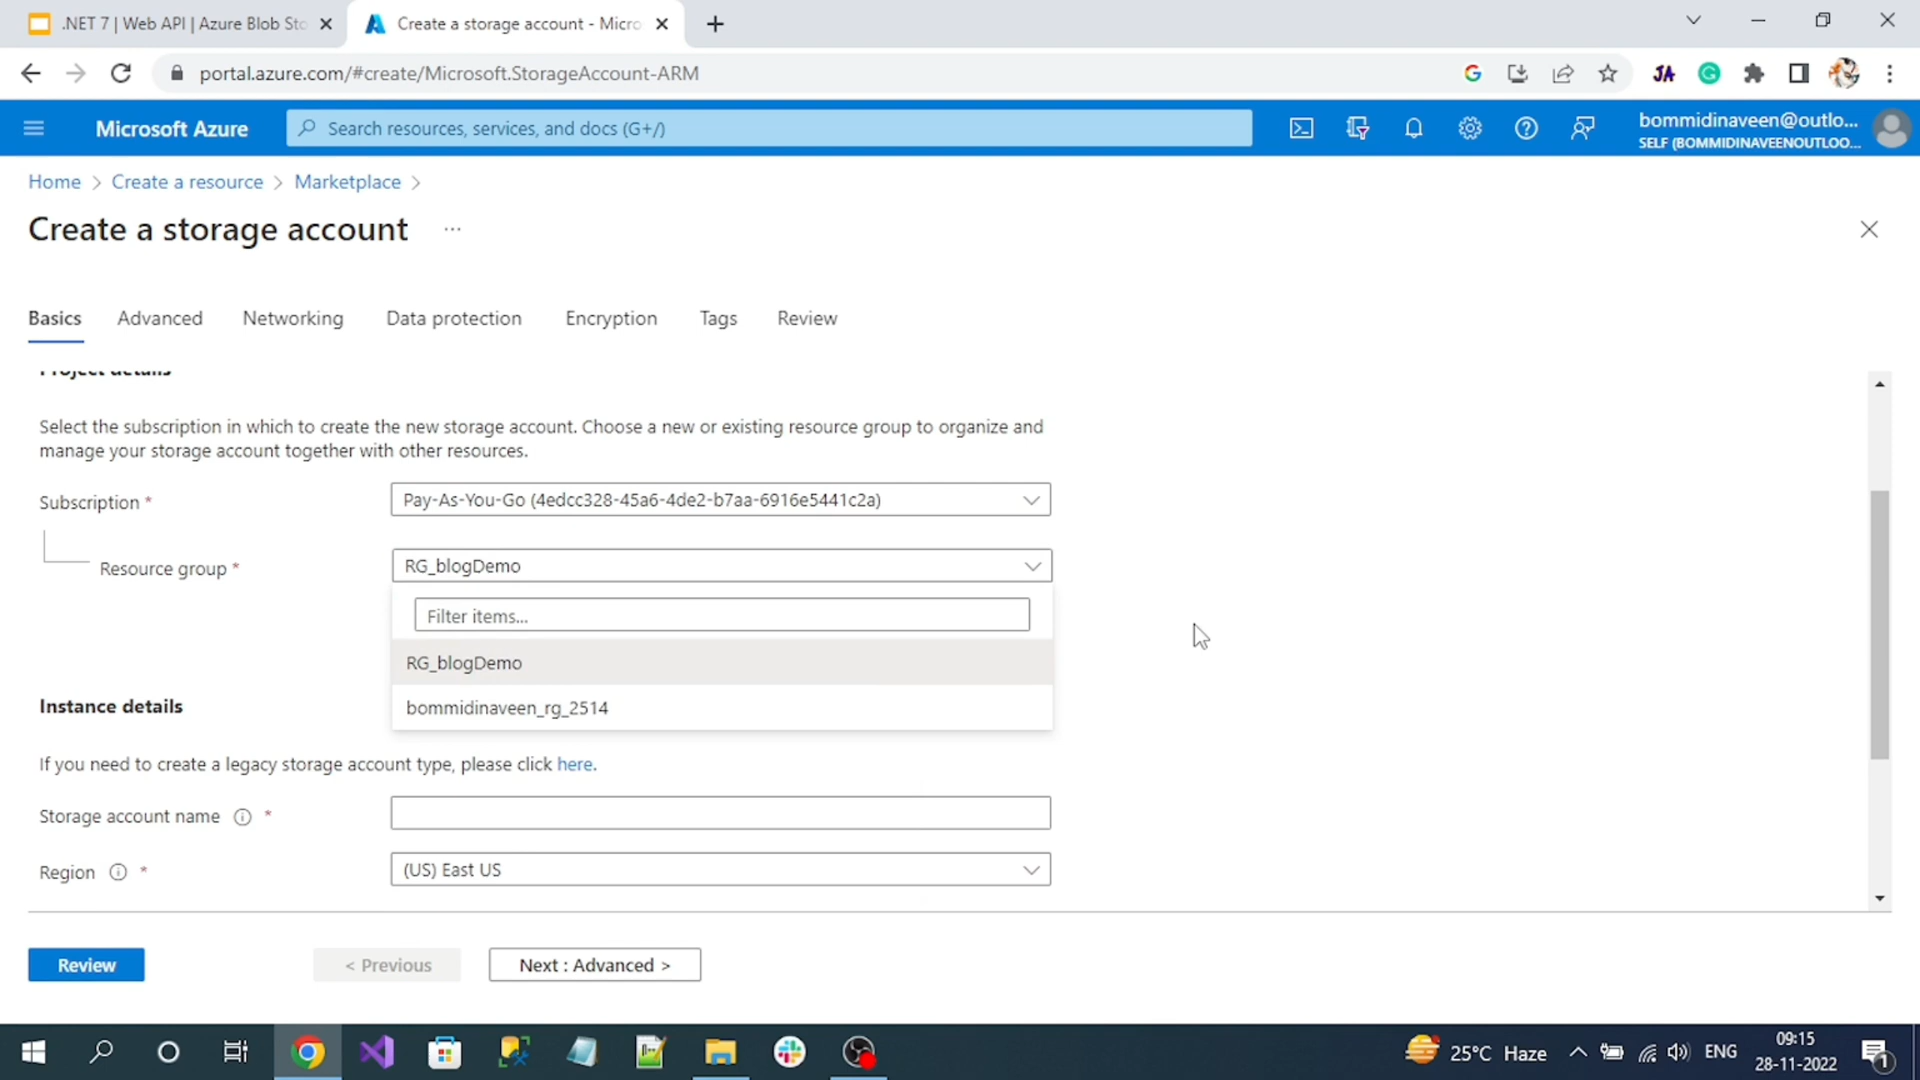 .NET 7 | Web API | Azure Blob Sto
Create a storage account - Micro
portal.azure.com/#create/Microsoft.StorageAccount-ARM
Microsoft Azure
Search resources, services, and docs (G+/)
bommidinaveen@outlo...
SELF (BOMMIDINAVEENOUTLOO...
Home > Create a resource > Marketplace >
Create a storage account ...
Basics Advanced Networking Data protection Encryption Tags Review
Project details
Select the subscription in which to create the new storage account. Choose a new or existing resource group to organize and
manage your storage account together with other resources.
Subscription * Pay-As-You-Go (4edcc328-45a6-4de2-b7aa-6916e5441c2a)
Resource group * RG_blogDemo
Filter items...
RG_blogDemo
Instance details
bommidinaveen_rg_2514
If you need to create a legacy storage account type, please click here.
Storage account name *
Region * (US) East US
Review < Previous Next : Advanced >
25°C Haze ENG
09:15
28-11-2022
1